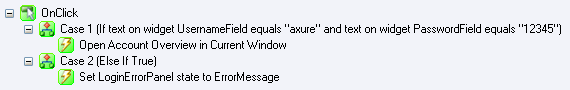 OnClick
Case 1 (If text on widget UsernameField equals "axure" and text on widget PasswordField equals "12345")
Open Account Overview in Current Window
Case 2 (Else If True)
Set LoginErrorPanel state to ErrorMessage